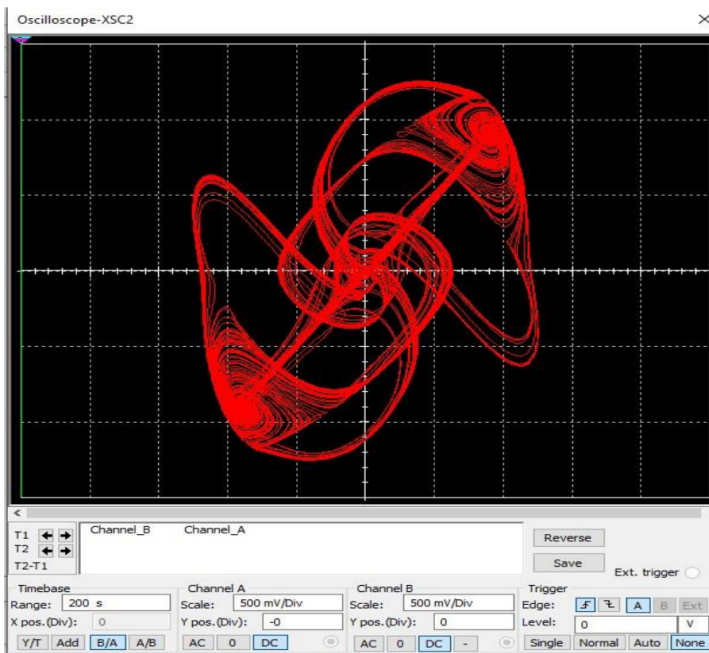 Oscilloscope-XSC2
T1
T2
T2-T1
Channel_B Channel_A
Reverse
Save
Ext. trigger
Timebase
Range: 200 s
X pos.(Div): 0
Y/T Add B/A A/B
Channel A
Scale: 500 mV/Div
Y pos.(Div): -0
AC 0 DC
Channel B
Scale: 500 mV/Div
Y pos.(Div): 0
AC 0 DC -
Trigger
Edge: A B Ext
Level: 0 V
Single Normal Auto None